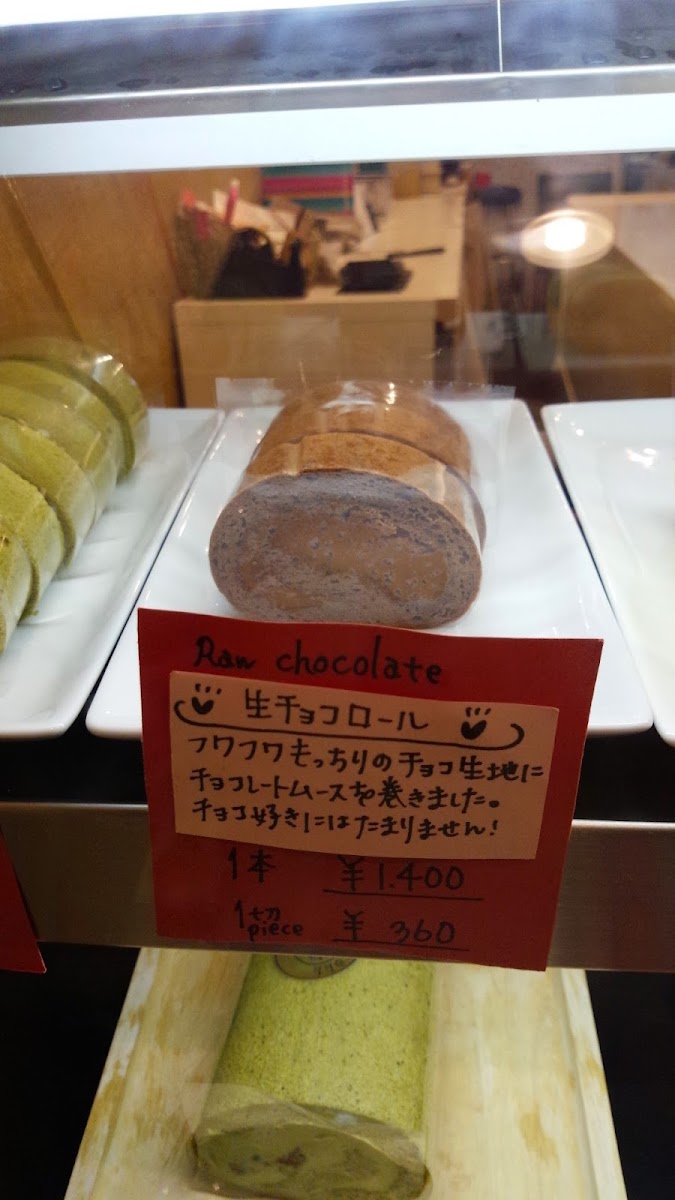 Raw chocolate
生チョコロール
フワフワもっちりのチョコ生地に
チョコレートムースを巻きました。
チョコ好きにはたまりません!
1本 ¥1.400
1切 piece ¥ 360